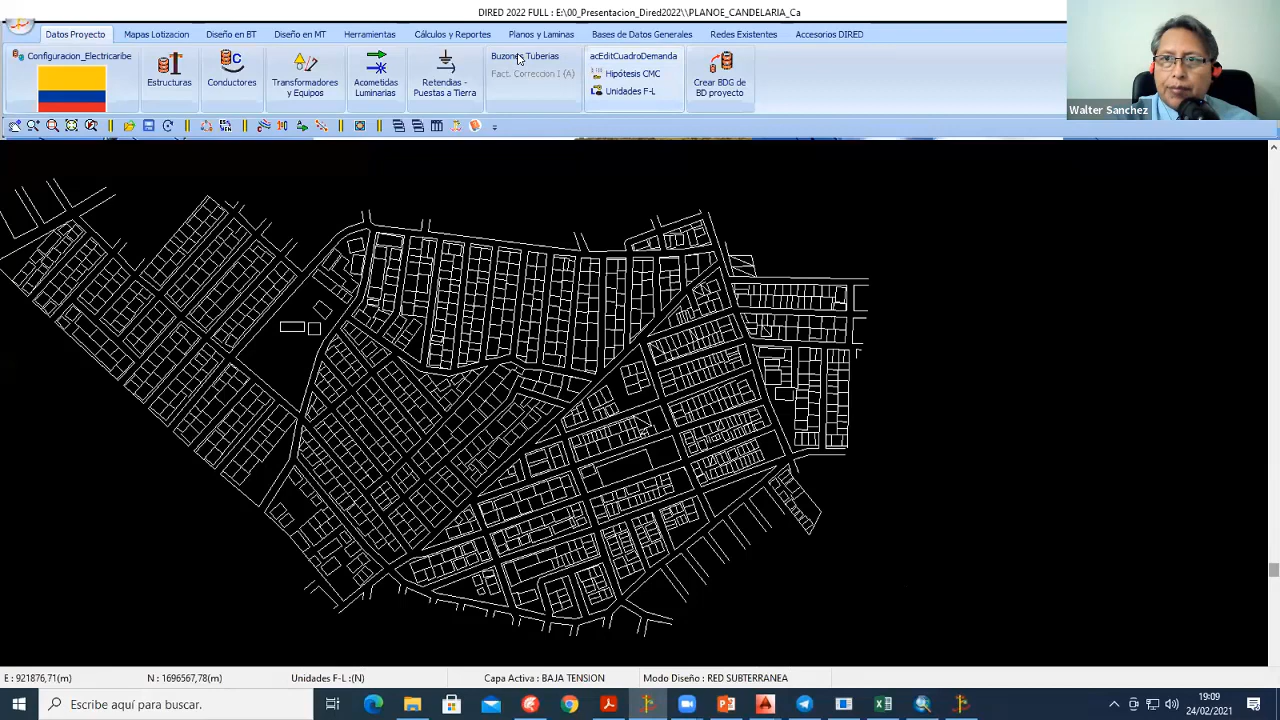 DIRED 2022 FULL : E:\00_Presentacion_Dired2022\\PLANOE_CANDELARIA_Ca
Datos Proyecto
Mapas Lotizacion
Diseño en BT
Diseño en MT
Herramientas
Cálculos y Reportes
Planos y Laminas
Bases de Datos Generales
Redes Existentes
Accesorios DIRED
Configuracion_Electricaribe
Estructuras
Conductores
Transformadores y Equipos
Acometidas Luminarias
Retenidas - Puestas a Tierra
Buzones Tuberias
Fact. Correccion I (A)
acEditCuadroDemanda
Hipótesis CMC
Unidades F-L
Crear BDG de BD proyecto
Walter Sanchez
E : 921876,71(m)
N : 1696567,78(m)
Unidades F-L :(N)
Capa Activa : BAJA TENSION
Modo Diseño : RED SUBTERRANEA
Escribe aquí para buscar.
19:09
24/02/2021